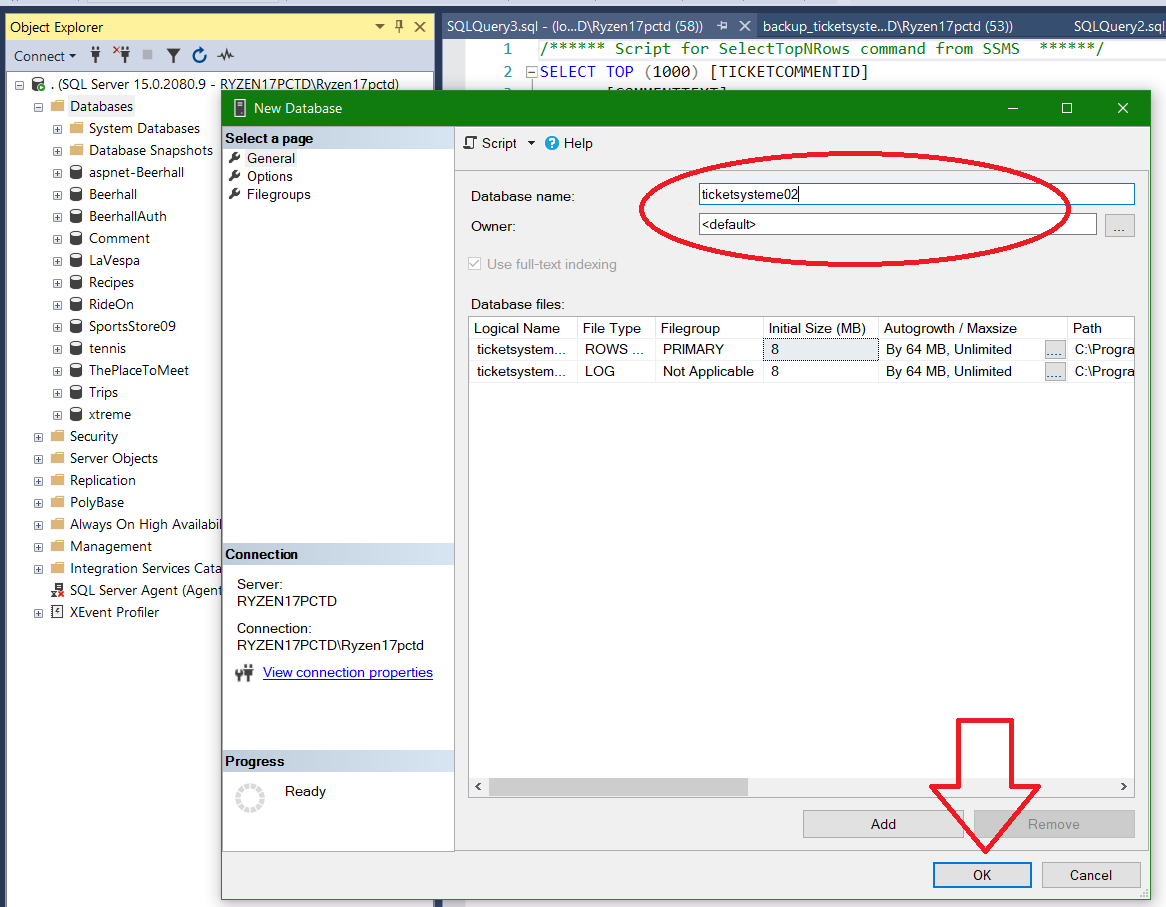 Object Explorer
Connect
. (SQL Server 15.0.2080.9 - RYZEN17PCTD\Ryzen17pctd)
Databases
System Databases
Database Snapshots
aspnet-Beerhall
Beerhall
BeerhallAuth
Comment
LaVespa
Recipes
RideOn
SportsStore09
tennis
ThePlaceToMeet
Trips
xtreme
Security
Server Objects
Replication
PolyBase
Always On High Availabil
Management
Integration Services Cata
SQL Server Agent (Agent
XEvent Profiler
SQLQuery3.sql - (lo...D\Ryzen17pctd (58)) backup_ticketsyste...D\Ryzen17pctd (53)) SQLQuery2.sql
1 /****** Script for SelectTopNRows command from SSMS ******/
2 SELECT TOP (1000) [TICKETCOMMENTID]
New Database
Select a page
General
Options
Filegroups
Connection
Server:
RYZEN17PCTD
Connection:
RYZEN17PCTD\Ryzen17pctd
View connection properties
Progress
Ready
Script Help
Database name: ticketsysteme02
Owner: <default> ...
Use full-text indexing
Database files:
Logical Name File Type Filegroup Initial Size (MB) Autogrowth / Maxsize Path
ticketsystem... ROWS ... PRIMARY 8 By 64 MB, Unlimited .... C:\Progra
ticketsystem... LOG Not Applicable 8 By 64 MB, Unlimited .... C:\Progra
Add Remove
OK Cancel